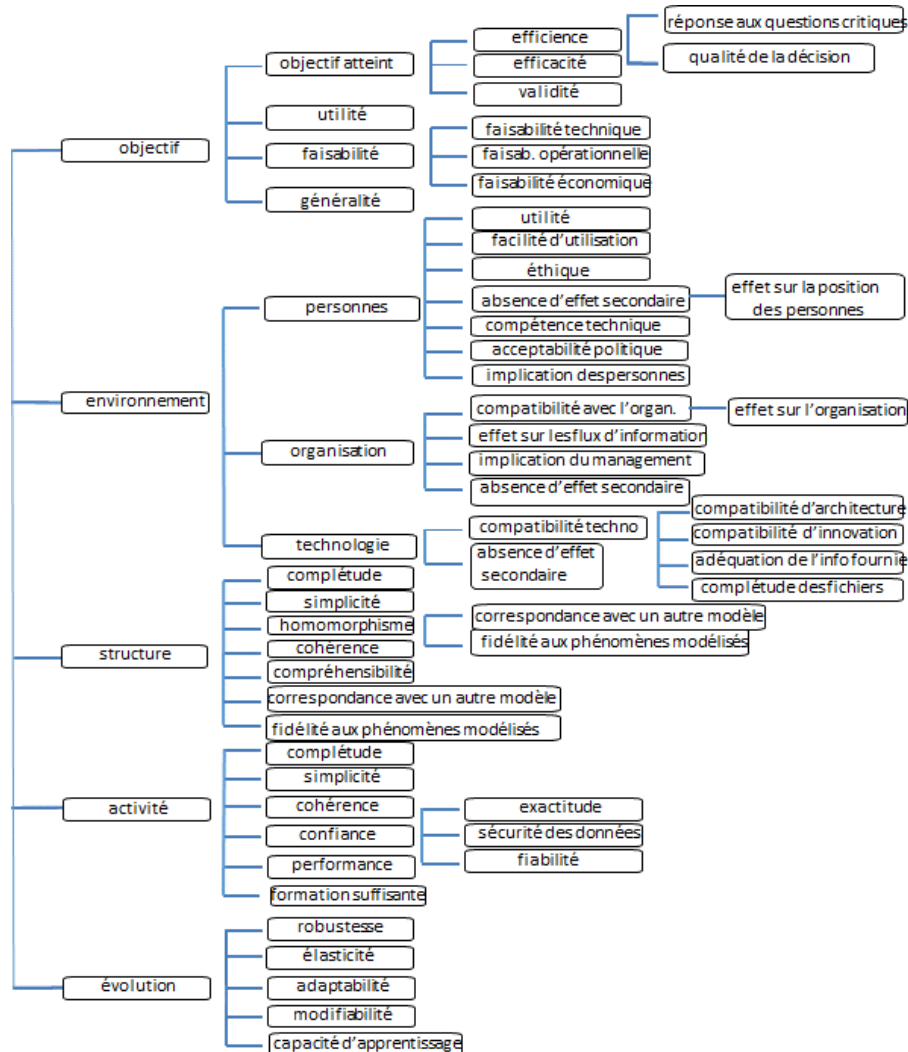 objectif
objectif atteint
efficience
réponse aux questions critiques
qualité de la décision
efficacité
validité
utilité
faisabilité
faisabilité technique
faisab. opérationnelle
faisabilité économique
généralité
environnement
personnes
utilité
facilité d'utilisation
éthique
absence d'effet secondaire
effet sur la position
des personnes
compétence technique
acceptabilité politique
implication despersonnes
organisation
compatibilité avec l'organ.
effet sur l'organisation
effet sur lesflux d'information
implication du management
absence d'effet secondaire
technologie
compatibilité techno
absence d'effet
secondaire
compatibilité d'architecture
compatibilité d'innovation
adéquation de l'info fournie
complétude desfichiers
structure
complétude
simplicité
homomorphisme
correspondance avec un autre modèle
fidélité aux phénomènes modélisés
cohérence
compréhensibilité
correspondance avec un autre modèle
fidélité aux phénomènes modélisés
activité
complétude
simplicité
cohérence
confiance
exactitude
sécurité des données
fiabilité
performance
formation suffisante
évolution
robustesse
élasticité
adaptabilité
modifiabilité
capacité d'apprentissage